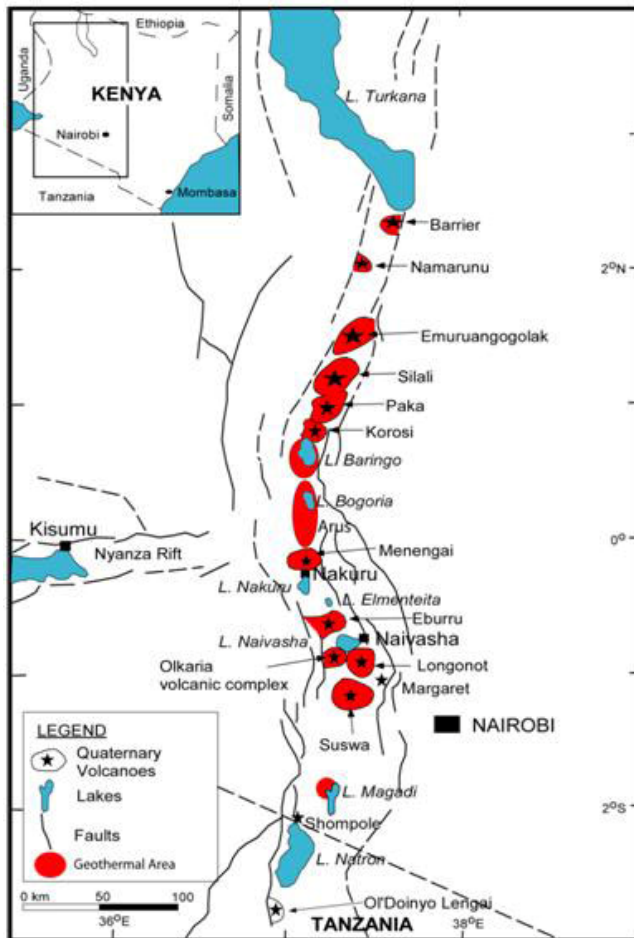 Ethiopia
Uganda
KENYA
Somalia
Nairobi
Tanzania
Mombasa
L. Turkana
Barrier
2°N
Namarunu
Emuruangogolak
Silali
Paka
Korosi
L. Baringo
L. Bogoria
Arus
Kisumu
0°
Nyanza Rift
Menengai
Nakuru
L. Nakuru
L. Elmenteita
Eburru
L. Naivasha
Naivasha
Olkaria
volcanic complex
Longonot
Margaret
NAIROBI
Suswa
LEGEND
Quaternary
Volcanoes
Lakes
Faults
Geothermal Area
0 km 50 100
L. Magadi
2°S
Shompole
L. Natron
Ol'Doinyo Lengai
36°E
TANZANIA
38°E